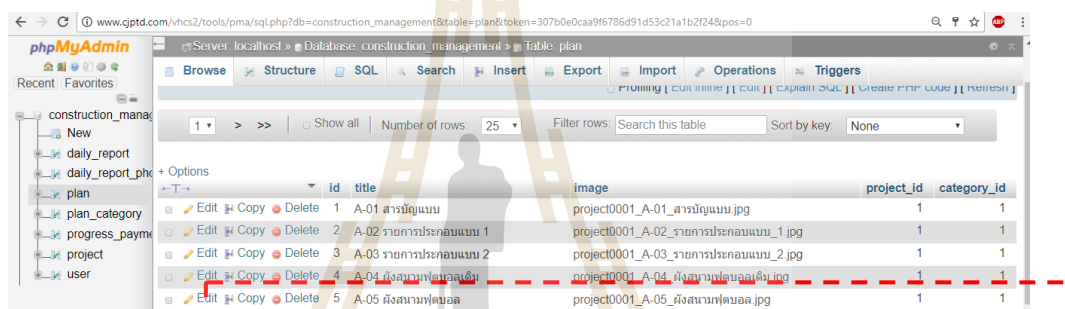 www.cjptd.com/vhcs2/tools/pma/sql.php?db=construction_management&table=plan&token=307b0e0caa9f6786d91d53c21a1b2f24&pos=0
phpMyAdmin
Server: localhost » Database: construction_management » Table: plan
Browse Structure SQL Search Insert Export Import Operations Triggers
Recent Favorites
Profiling [ Edit inline ] [ Edit ] [ Explain SQL ] [ Create PHP code ] [ Refresh ]
construction_manag
New
daily_report
daily_report_pho
plan
plan_category
progress_payme
project
user
1 > >> Show all Number of rows: 25 Filter rows: Search this table Sort by key: None
+ Options
←T→ id title image project_id category_id
Edit Copy Delete 1 A-01 สารบัญแบบ project0001_A-01_สารบัญแบบ.jpg 1 1
Edit Copy Delete 2 A-02 รายการประกอบแบบ 1 project0001_A-02_รายการประกอบแบบ_1.jpg 1 1
Edit Copy Delete 3 A-03 รายการประกอบแบบ 2 project0001_A-03_รายการประกอบแบบ_2.jpg 1 1
Edit Copy Delete 4 A-04 ผังสนามฟุตบอลเดิม project0001_A-04_ผังสนามฟุตบอลเดิม.jpg 1 1
Edit Copy Delete 5 A-05 ผังสนามฟุตบอล project0001_A-05_ผังสนามฟุตบอล.jpg 1 1